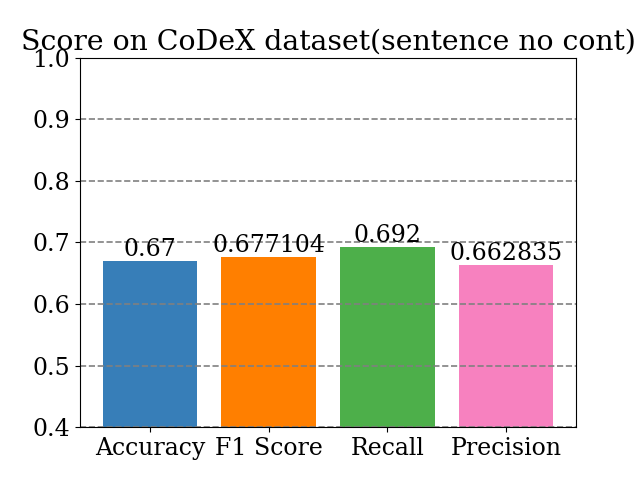 Score on CoDeX dataset(sentence no cont)
1.0
0.9
0.8
0.7
0.6
0.5
0.4
0.67
0.677104
0.692
0.662835
Accuracy
F1 Score
Recall
Precision